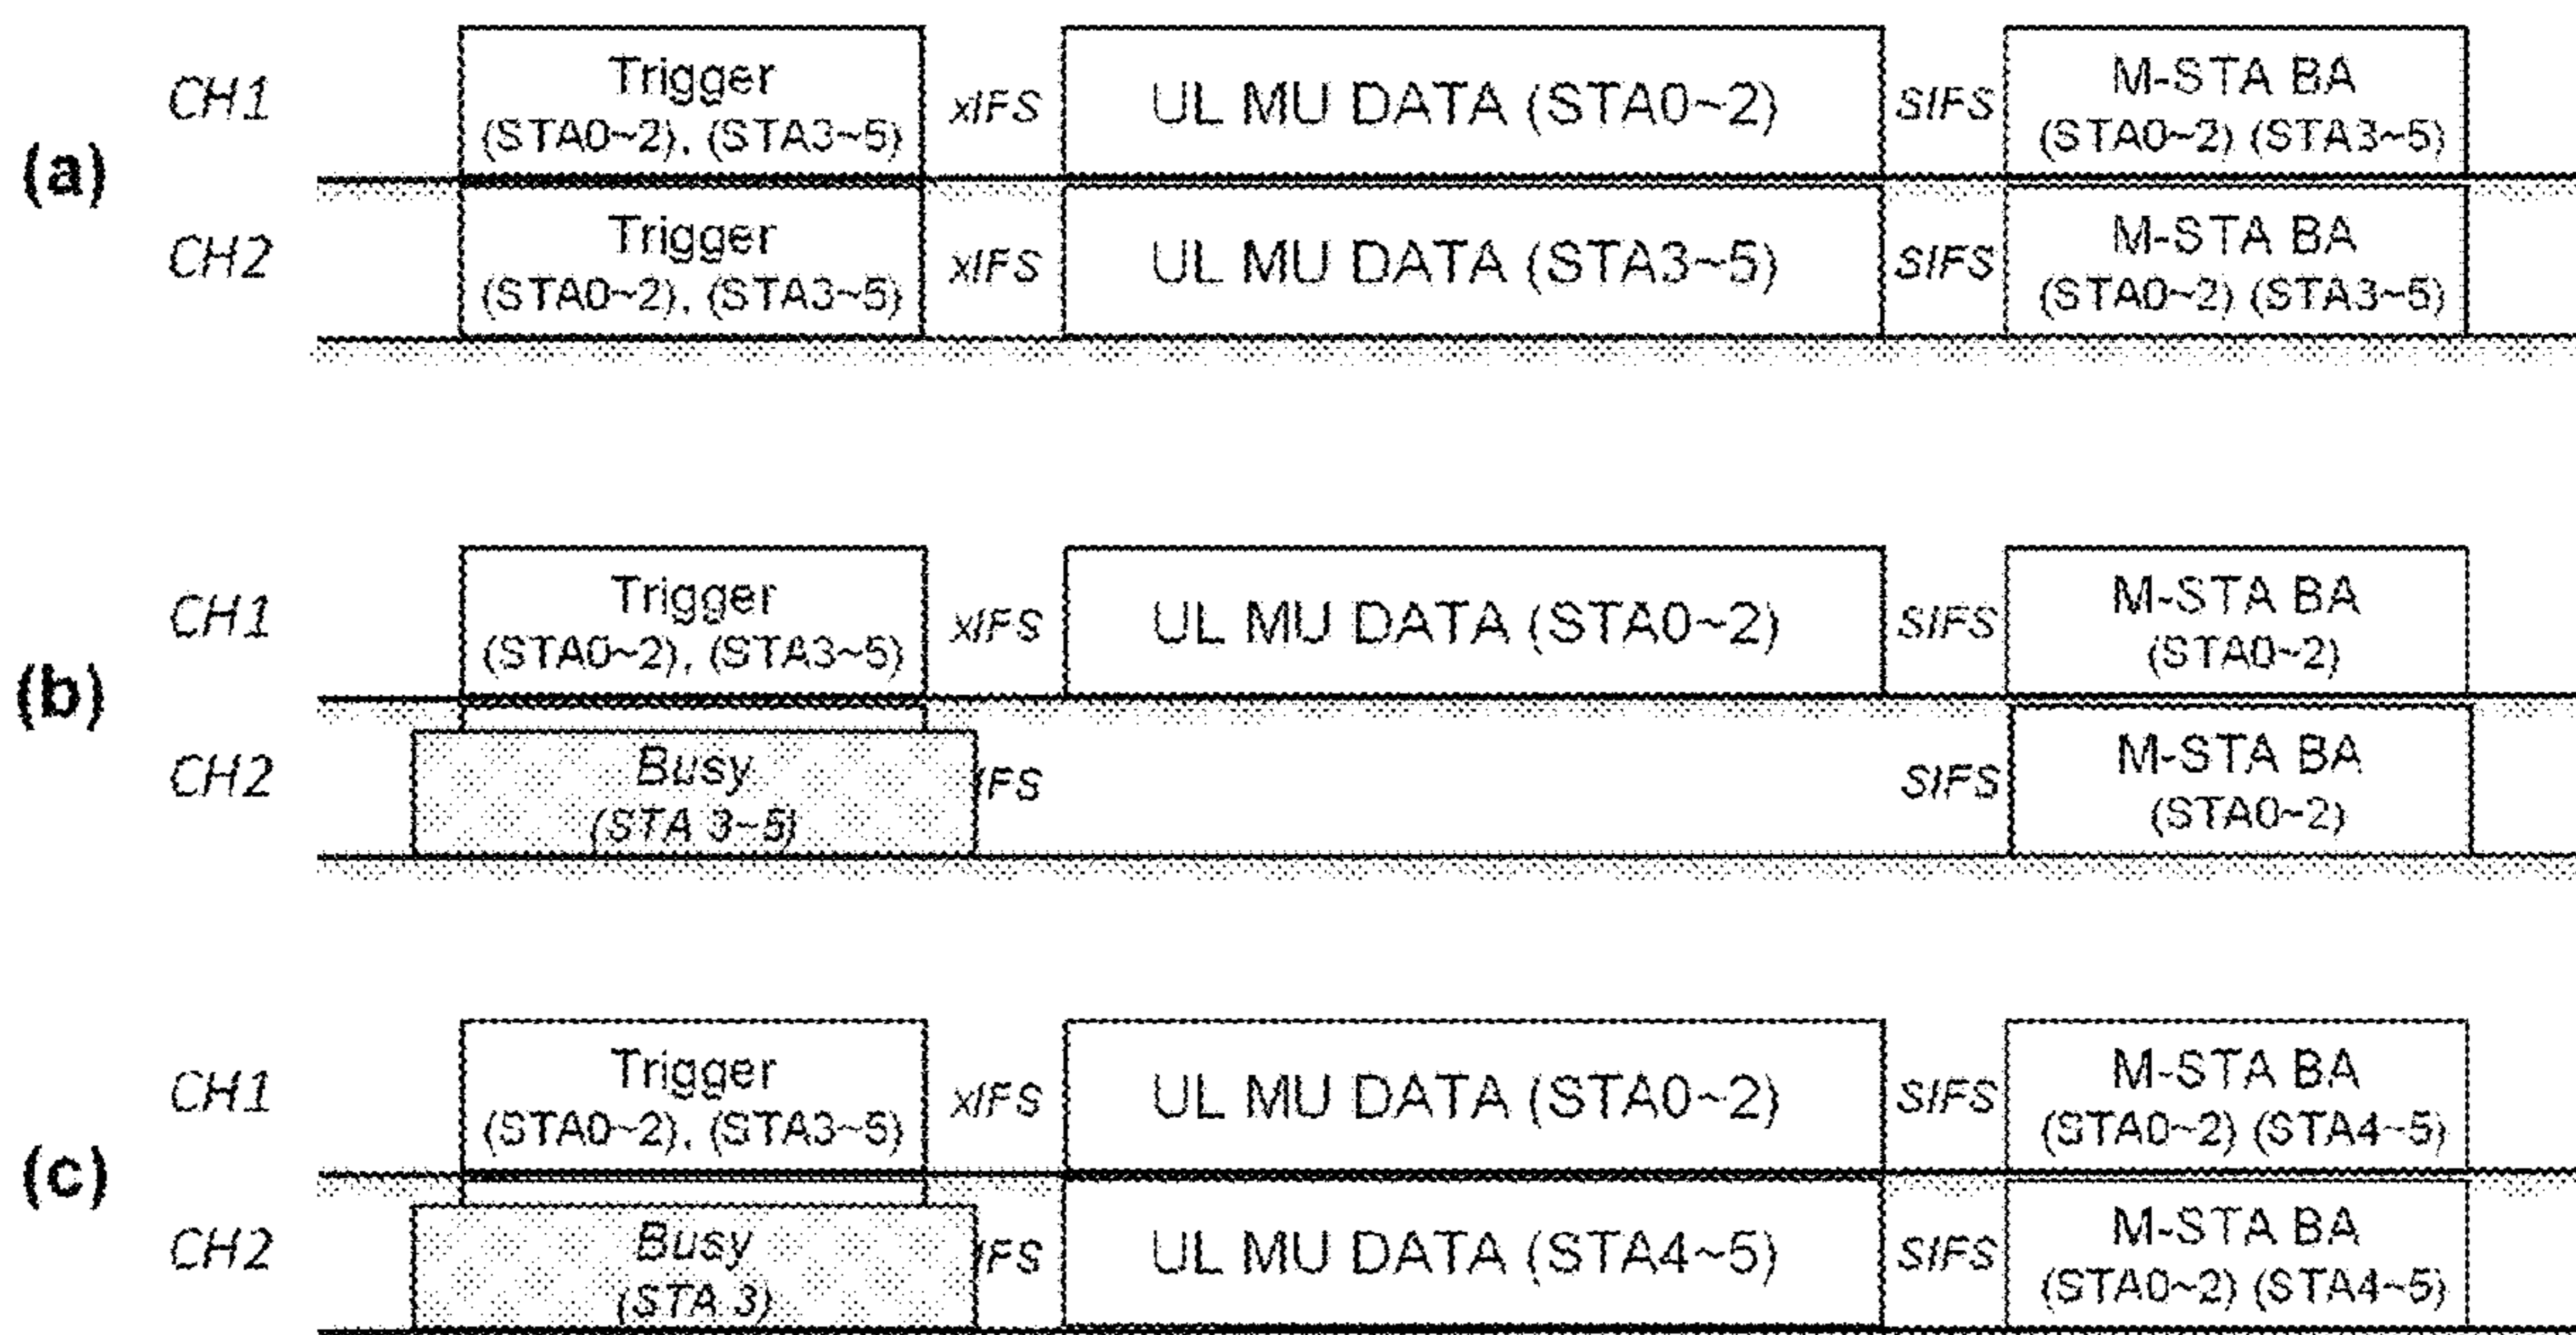 (a)
CH1
Trigger
(STA0~2), (STA3~5)
xIFS
UL MU DATA (STA0~2)
SIFS
M-STA BA
(STA0~2) (STA3~5)
CH2
Trigger
(STA0~2), (STA3~5)
xIFS
UL MU DATA (STA3~5)
SIFS
M-STA BA
(STA0~2) (STA3~5)
(b)
CH1
Trigger
(STA0~2), (STA3~5)
xIFS
UL MU DATA (STA0~2)
SIFS
M-STA BA
(STA0~2)
CH2
Busy
(STA 3~5)
IFS
SIFS
M-STA BA
(STA0~2)
(c)
CH1
Trigger
(STA0~2), (STA3~5)
xIFS
UL MU DATA (STA0~2)
SIFS
M-STA BA
(STA0~2) (STA4~5)
CH2
Busy
(STA 3)
IFS
UL MU DATA (STA4~5)
SIFS
M-STA BA
(STA0~2) (STA4~5)